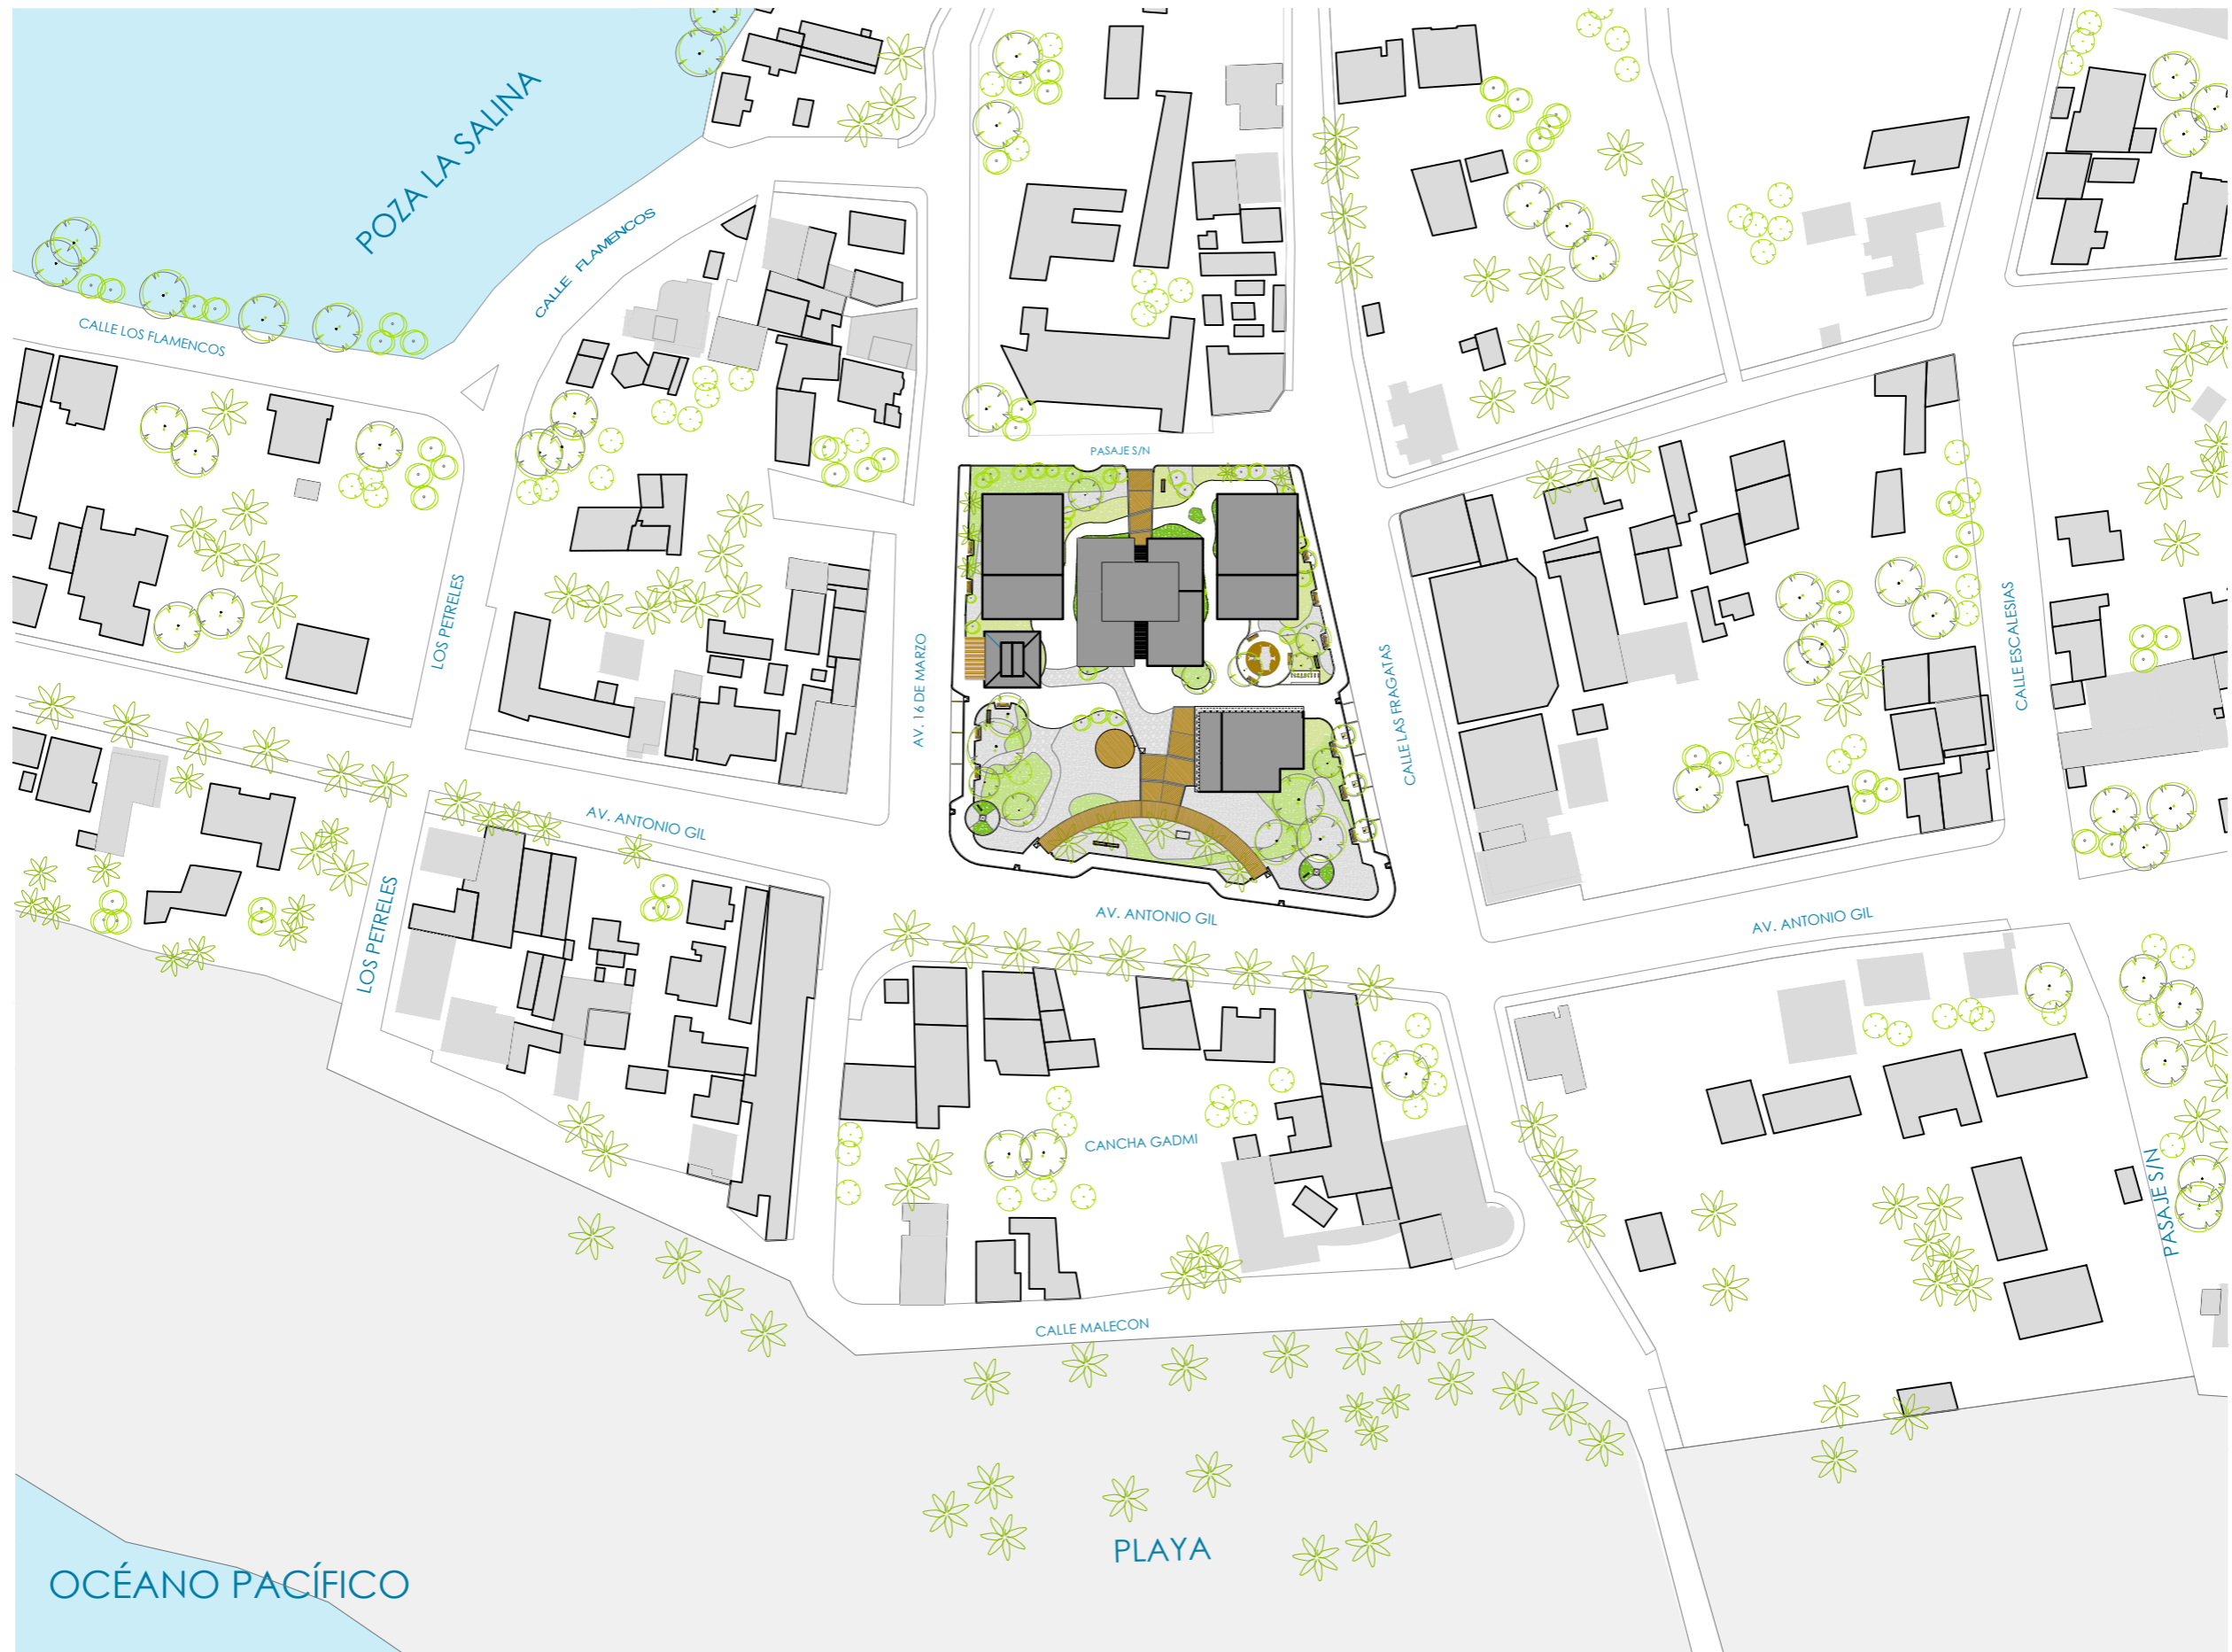 POZA LA SALINA
CALLE FLAMENCOS
CALLE LOS FLAMENCOS
PASAJE S/N
LOS PETRELES
AV. 16 DE MARZO
CALLE LAS FRAGATAS
CALLE ESCALESIAS
AV. ANTONIO GIL
LOS PETRELES
AV. ANTONIO GIL
AV. ANTONIO GIL
CANCHA GADMI
PASAJE S/N
CALLE MALECON
PLAYA
OCÉANO PACÍFICO